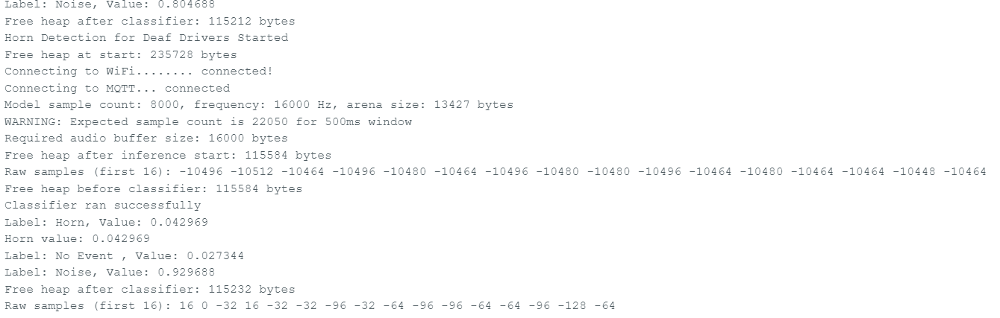 Label: Noise, Value: 0.804688
Free heap after classifier: 115212 bytes
Horn Detection for Deaf Drivers Started
Free heap at start: 235728 bytes
Connecting to WiFi........ connected!
Connecting to MQTT... connected
Model sample count: 8000, frequency: 16000 Hz, arena size: 13427 bytes
WARNING: Expected sample count is 22050 for 500ms window
Required audio buffer size: 16000 bytes
Free heap after inference start: 115584 bytes
Raw samples (first 16): -10496 -10512 -10464 -10496 -10480 -10464 -10496 -10480 -10480 -10496 -10464 -10480 -10464 -10464 -10448 -10464
Free heap before classifier: 115584 bytes
Classifier ran successfully
Label: Horn, Value: 0.042969
Horn value: 0.042969
Label: No Event , Value: 0.027344
Label: Noise, Value: 0.929688
Free heap after classifier: 115232 bytes
Raw samples (first 16): 16 0 -32 16 -32 -32 -96 -32 -64 -96 -96 -64 -64 -96 -128 -64